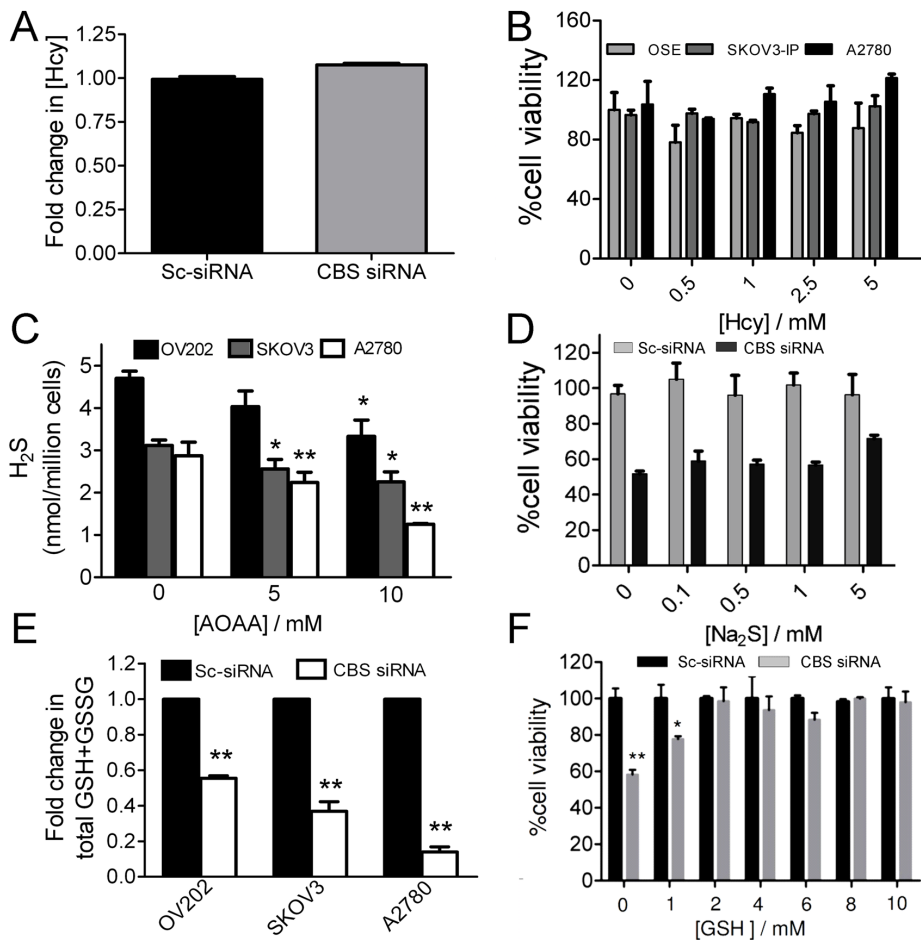 A
Fold change in [Hcy]
1.25
1.00
0.75
0.50
0.25
0.00
Sc-siRNA CBS siRNA
B
OSE SKOV3-IP A2780
%cell viability
160
120
80
40
0
0 0.5 1 2.5 5
[Hcy] / mM
C
OV202 SKOV3 A2780
H₂S
(nmol/million cells)
5
4
3
2
1
0
* ** * * **
0 5 10
[AOAA] / mM
D
Sc-siRNA CBS siRNA
%cell viability
120
100
80
60
40
20
0
0 0.1 0.5 1 5
[Na₂S] / mM
E
Sc-siRNA CBS siRNA
Fold change in
total GSH+GSSG
1.2
1.0
0.8
0.6
0.4
0.2
0.0
** ** **
OV202 SKOV3 A2780
F
Sc-siRNA CBS siRNA
%cell viability
120
100
80
60
40
20
0
** *
0 1 2 4 6 8 10
[GSH ] / mM